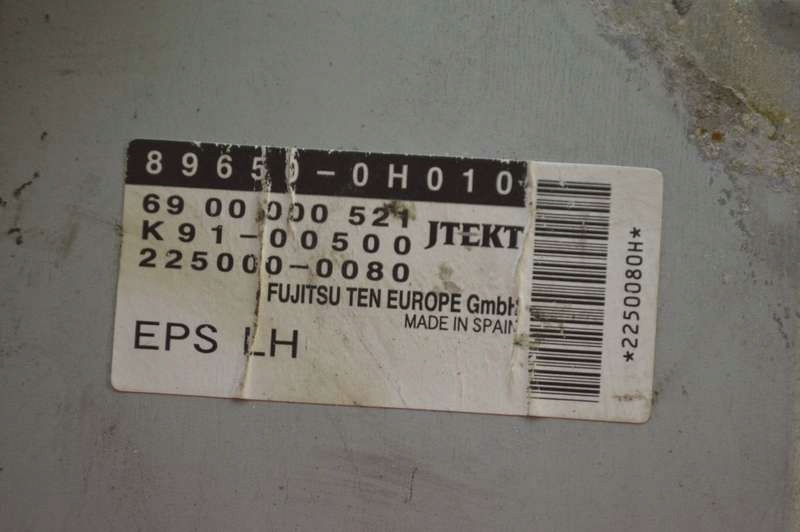 89650-0H010
69 00 000 521
K 91-00500 JTEKT
225000-0080
FUJITSU TEN EUROPE GmbH
MADE IN SPAIN
EPS LH
*2250080H*